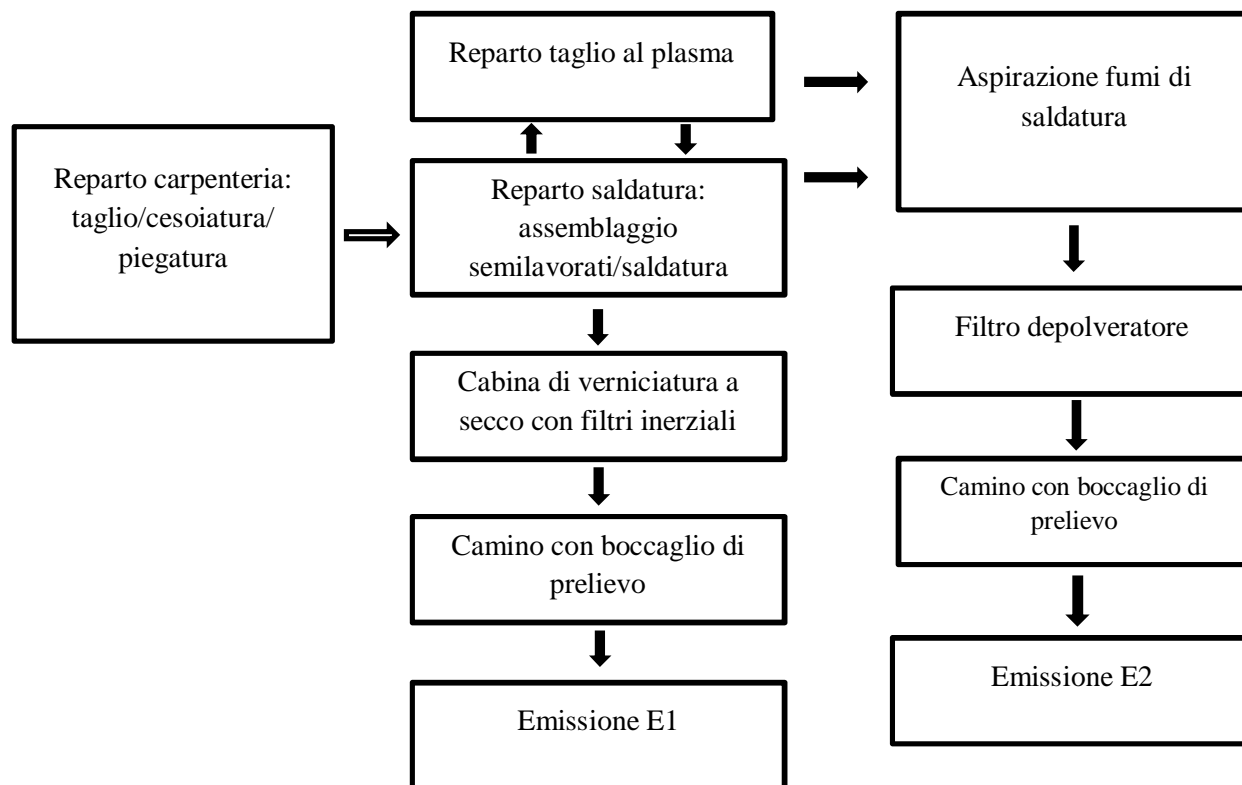 Reparto carpenteria:
taglio/cesoiatura/
piegatura
Reparto taglio al plasma
Reparto saldatura:
assemblaggio
semilavorati/saldatura
Cabina di verniciatura a
secco con filtri inerziali
Camino con boccaglio di
prelievo
Emissione E1
Aspirazione fumi di
saldatura
Filtro depolveratore
Camino con boccaglio di
prelievo
Emissione E2